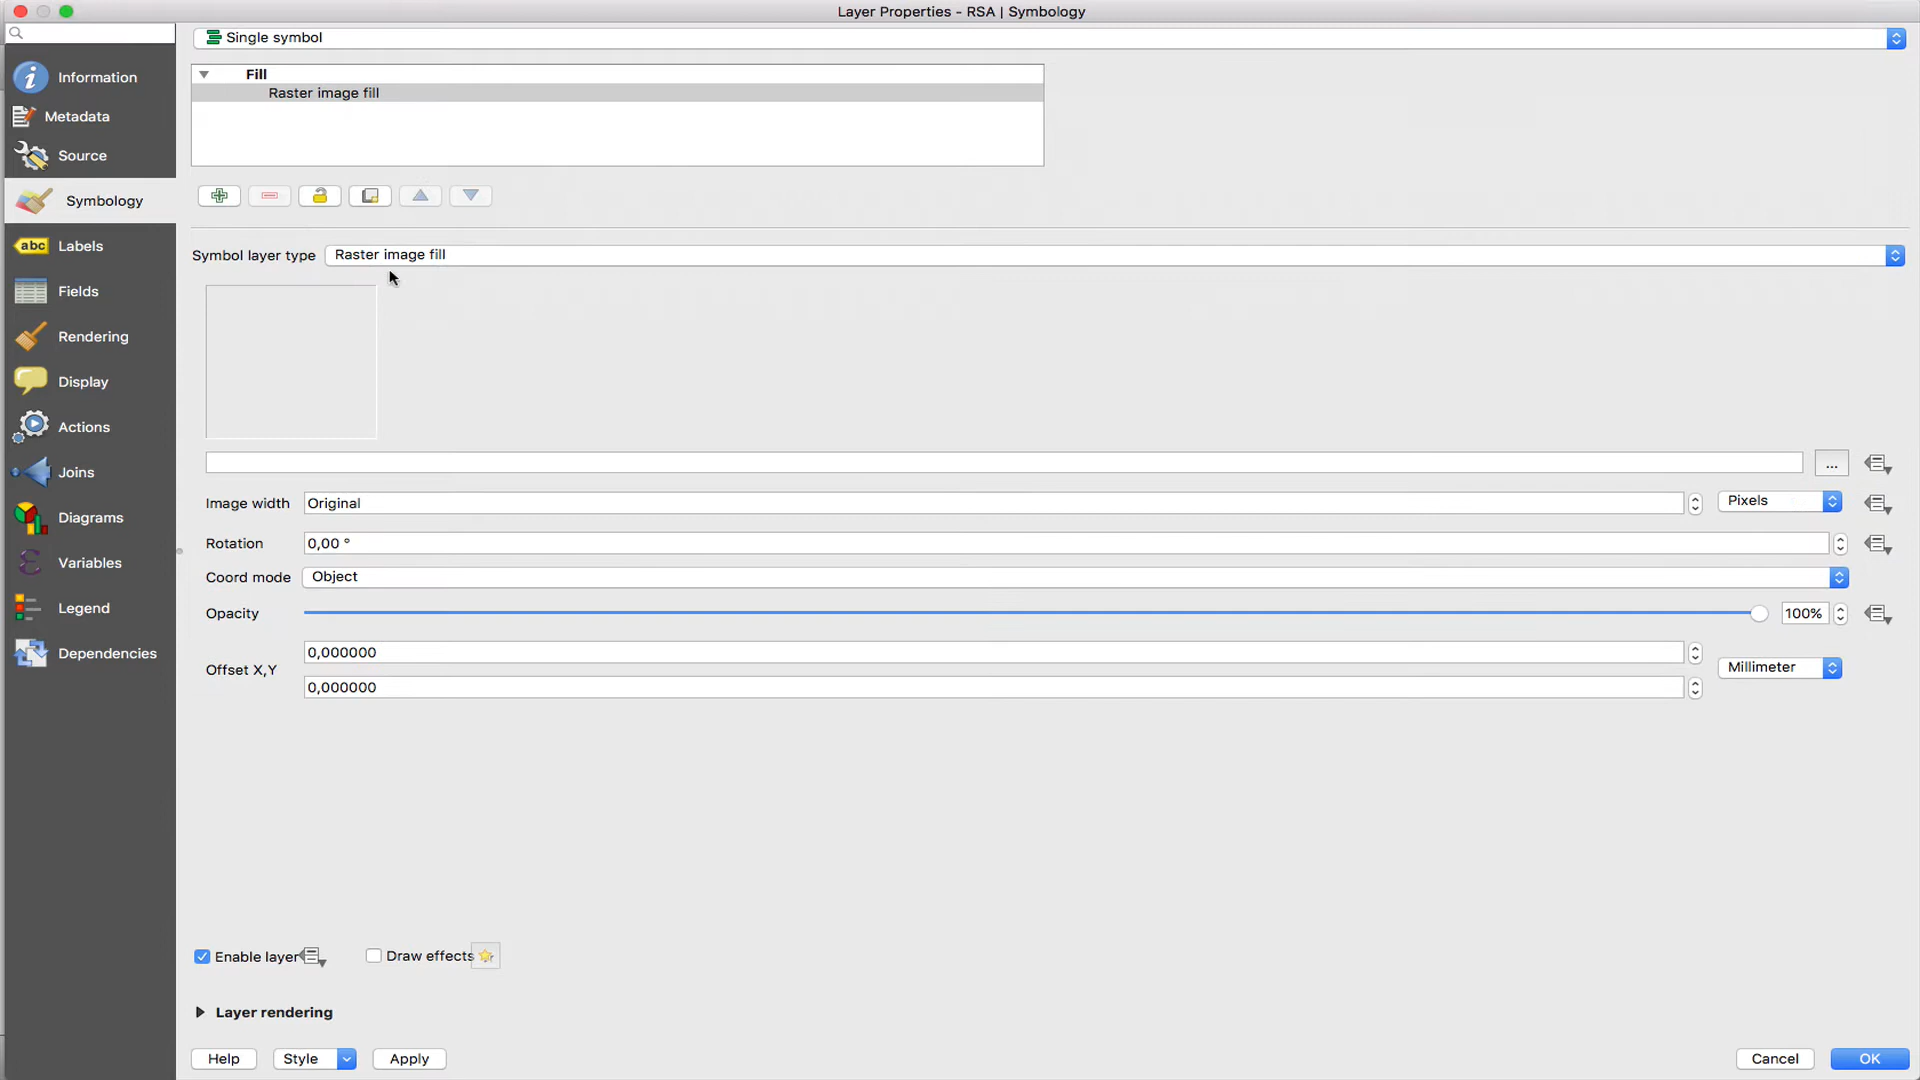 Layer Properties - RSA | Symbology
Single symbol
Information
Metadata
Source
Symbology
abc Labels
Fields
Rendering
Display
Actions
Joins
Diagrams
Variables
Legend
Dependencies
Fill
Raster image fill
Symbol layer type Raster image fill
...
Image width Original Pixels
Rotation 0,00 °
Coord mode Object
Opacity 100%
Offset X,Y 0,000000 Millimeter
0,000000
Enable layer Draw effects
Layer rendering
Help Style Apply Cancel OK